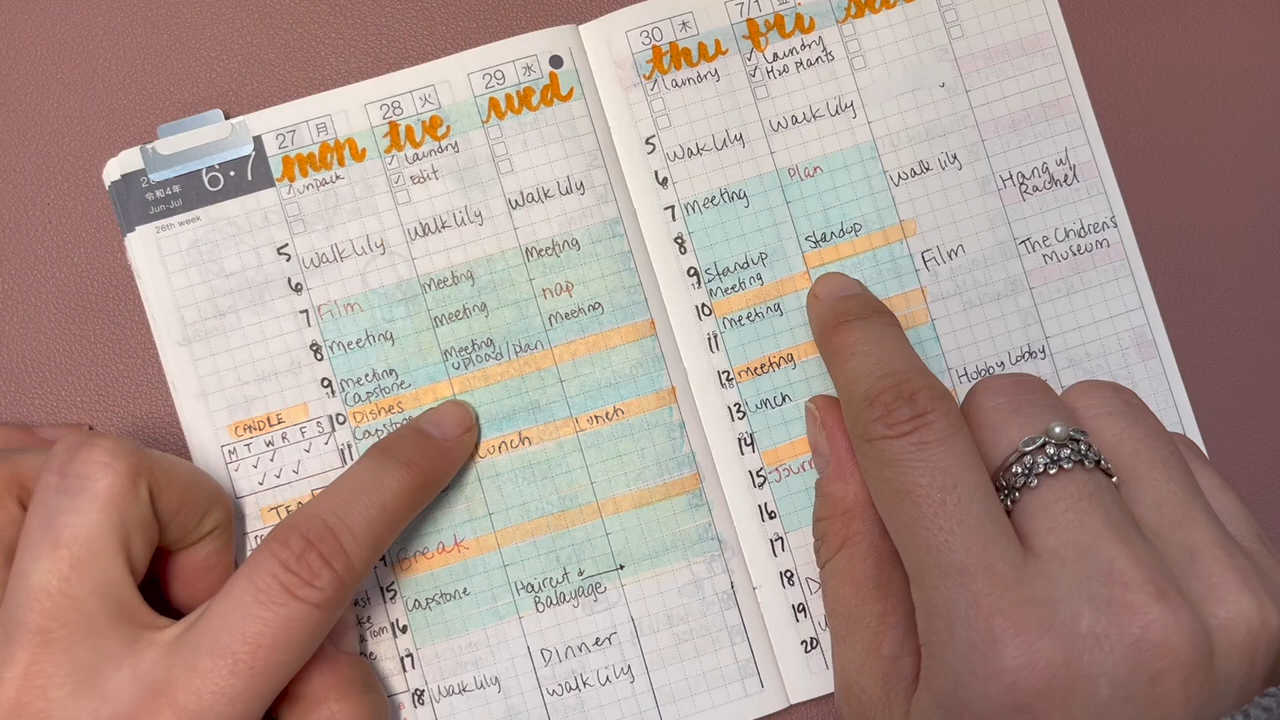 6・7
令和4年
Jun-Jul
26th week
27 月
28 火
29 水
mon tue wed
unpack
Laundry
Edit
5
6
7
8
9
10
11
15
16
17
18
Walk Lily
Film
Meeting
Meeting
Capstone
Dishes
Capstone
Break
Capstone
Walk Lily
Walk Lily
Meeting
Meeting
Meeting
upload/plan
Lunch
Haircut &
Balayage
Dinner
Walk Lily
Walk Lily
Meeting
nap
Meeting
Lunch
CANDLE
M T W R F S
30 木
7/1 金
thu fri
Laundry
Laundry
H2O plants
5
6
7
8
9
10
11
12
13
14
15
16
17
18
19
20
Walk Lily
Meeting
Standup
Meeting
Meeting
Meeting
Lunch
Walk Lily
Plan
Standup
Walk Lily
Film
Hobby Lobby
Hang w/
Rachel
The Children's
Museum